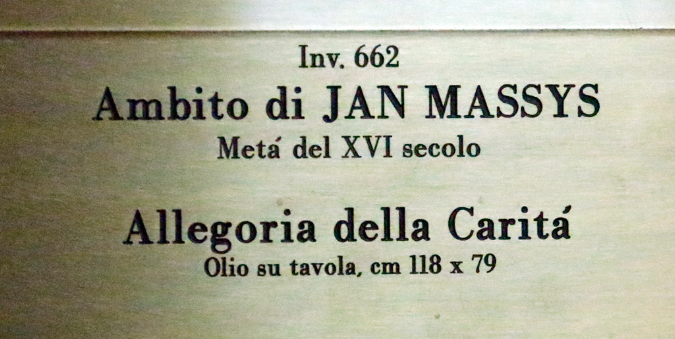 Inv. 662
Ambito di JAN MASSYS
Metá del XVI secolo
Allegoria della Caritá
Olio su tavola, cm 118 x 79